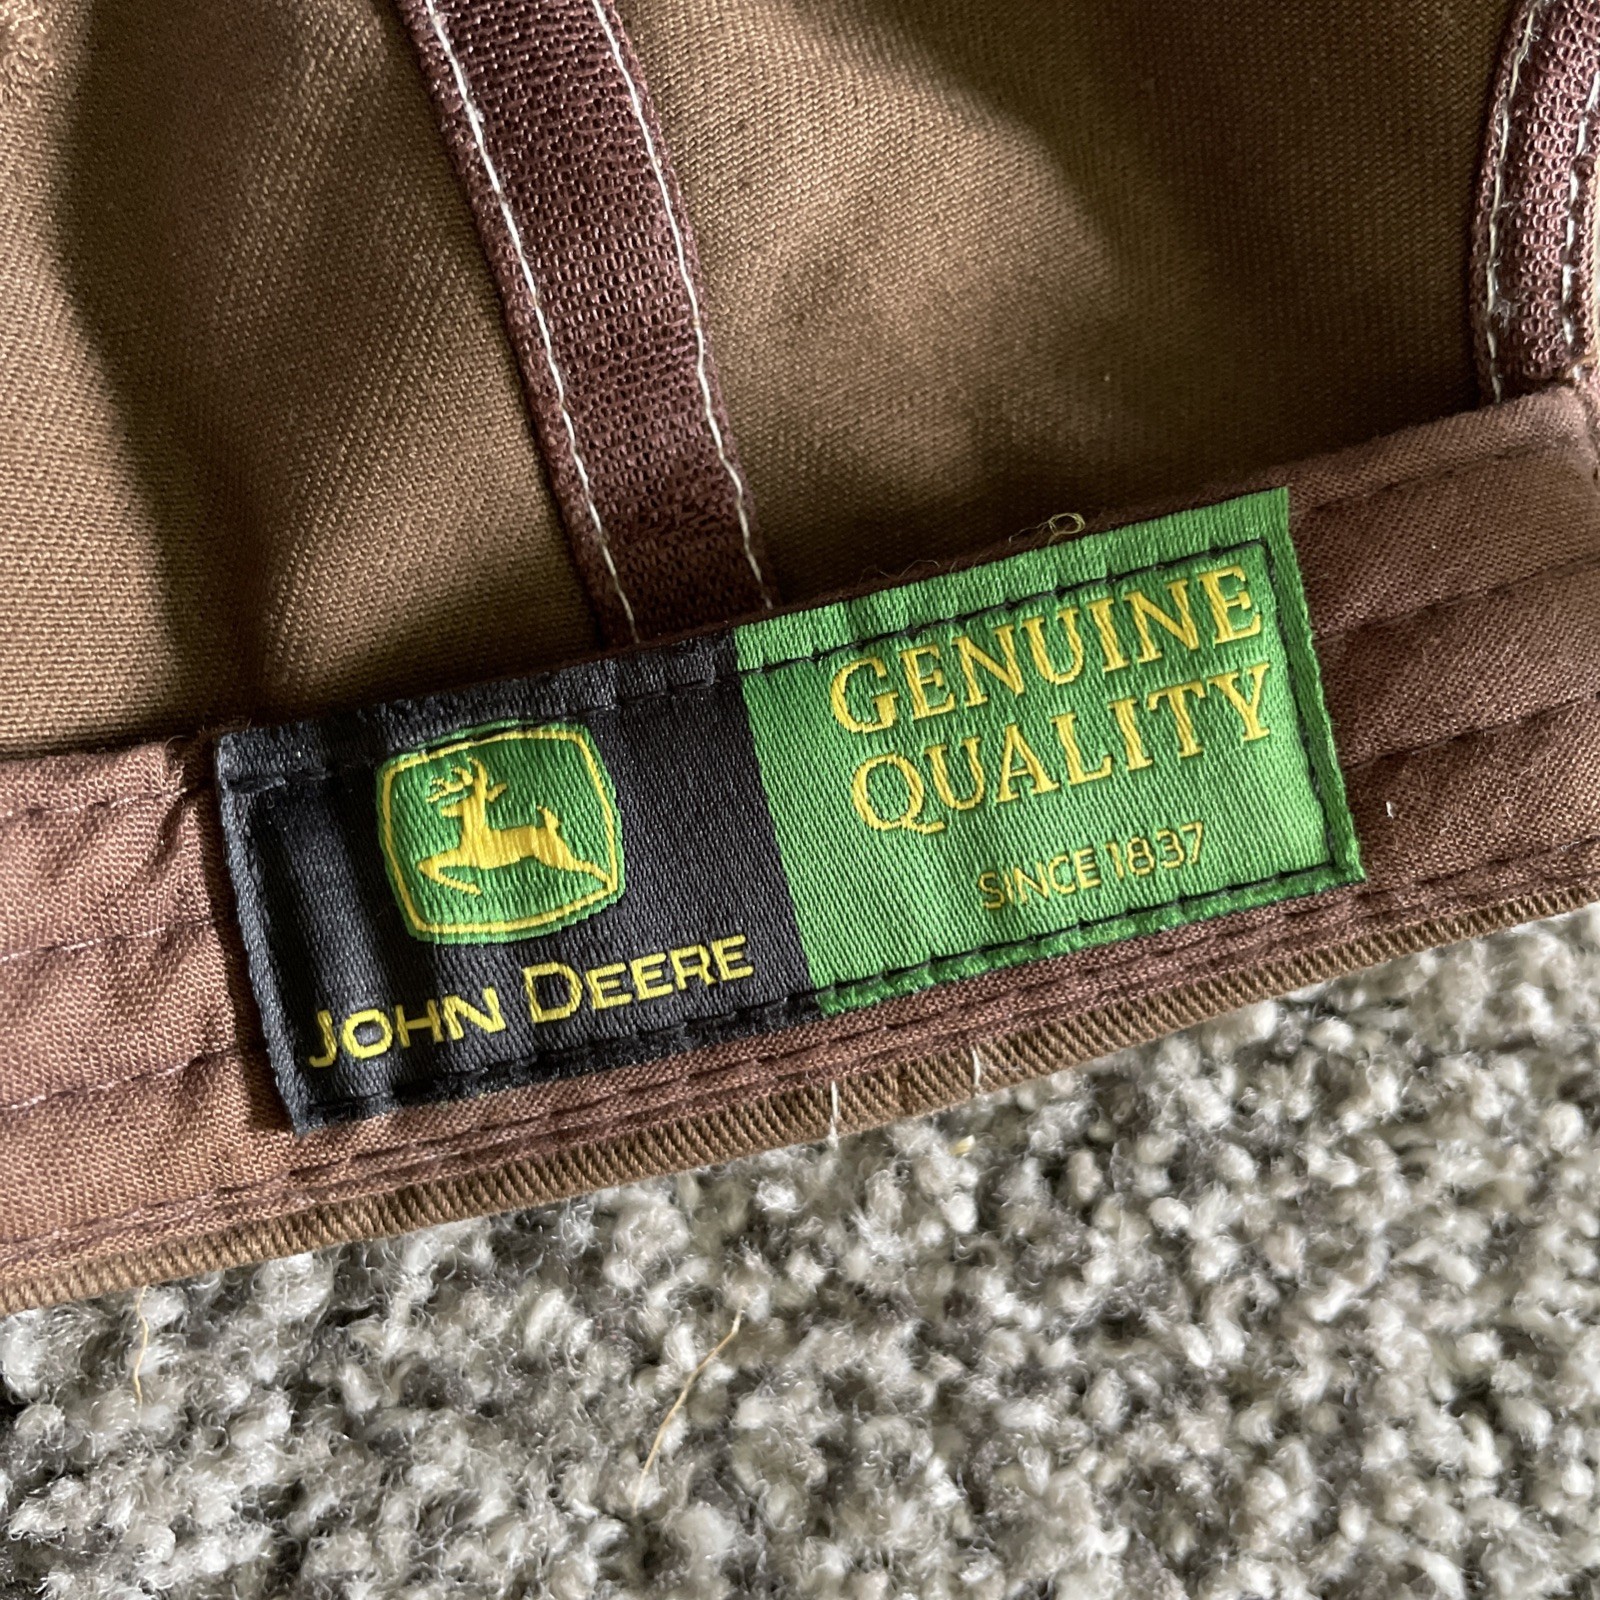 JOHN DEERE
GENUINE
QUALITY
SINCE 1837